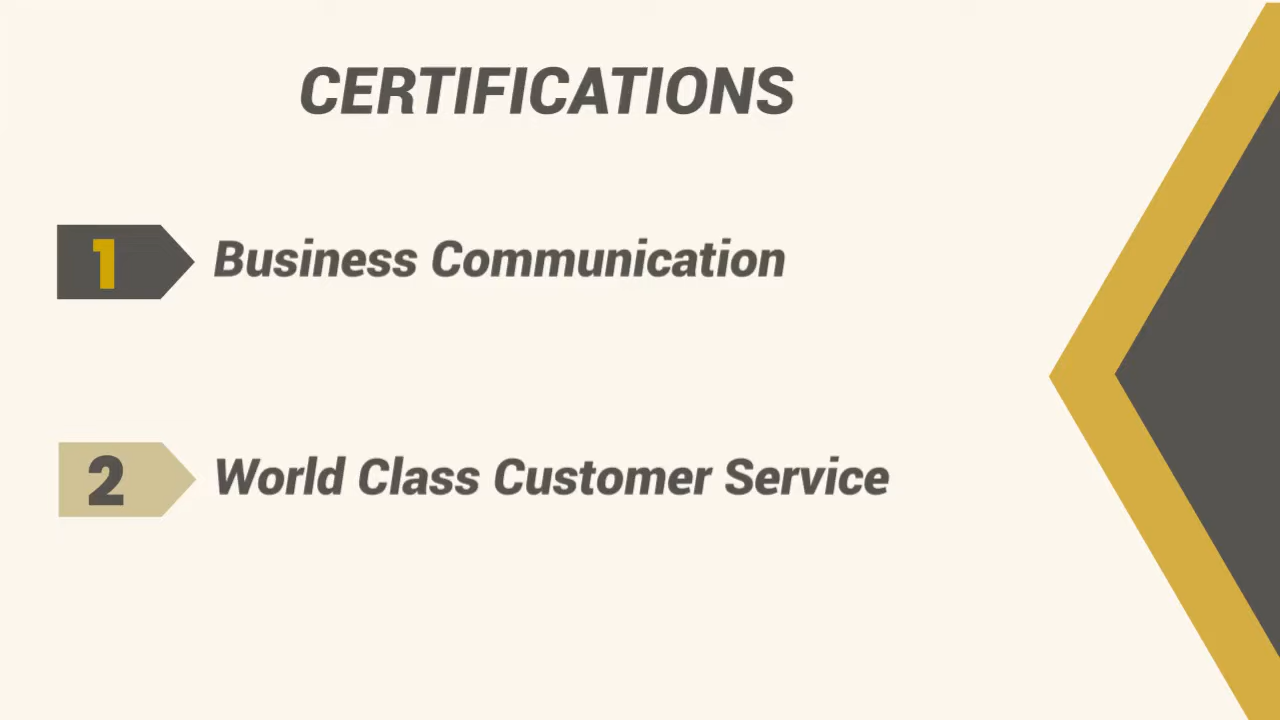 CERTIFICATIONS
1 Business Communication
2 World Class Customer Service